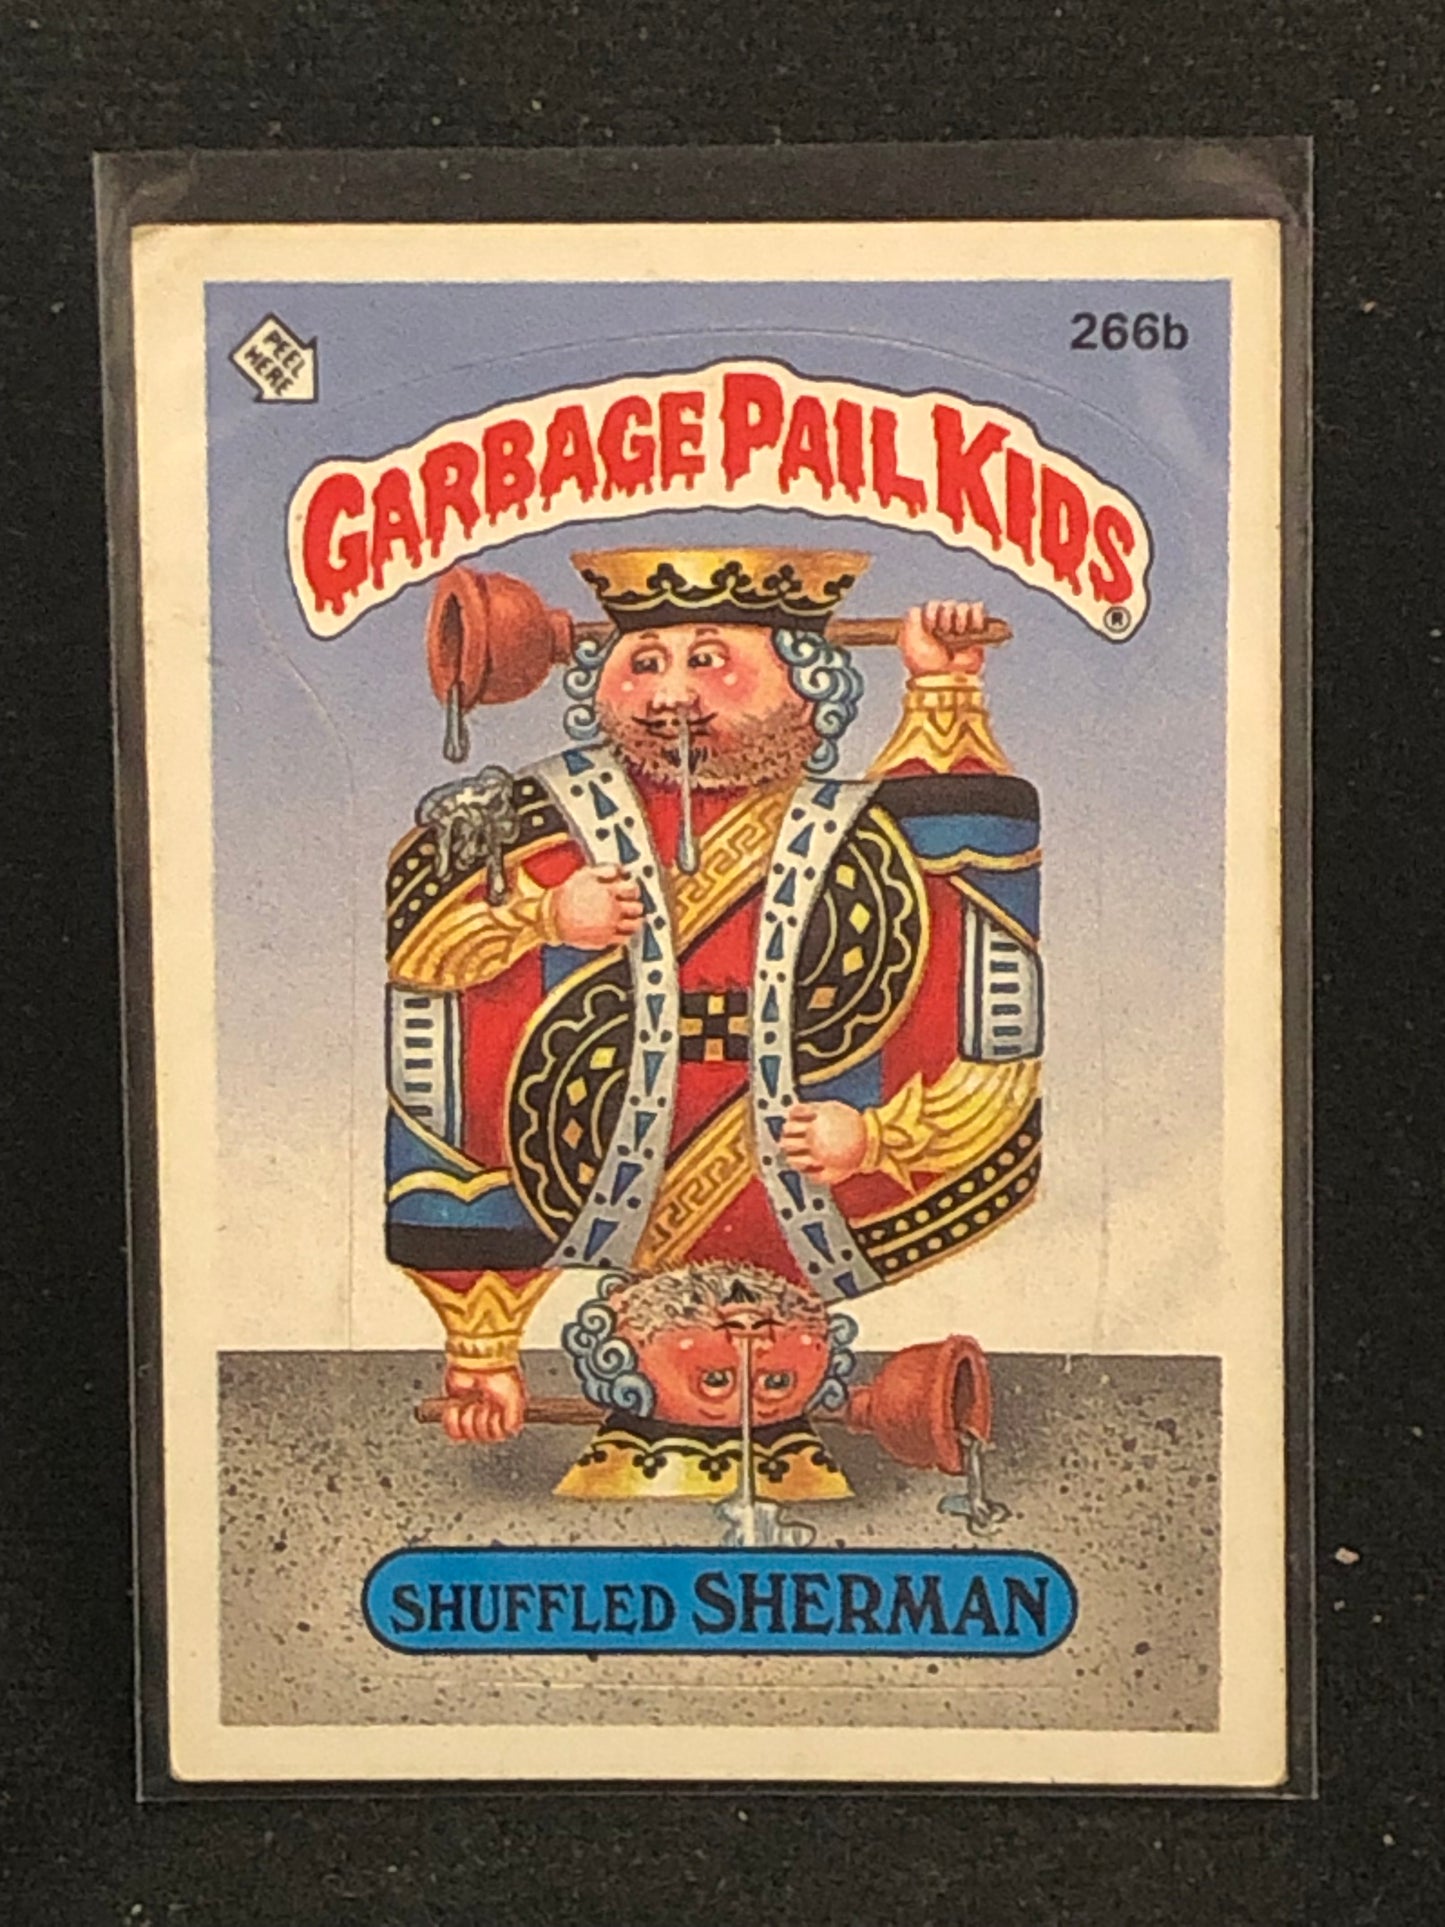 PEEL
HERE
266b
GARBAGE PAIL KIDS
®
SHUFFLED SHERMAN